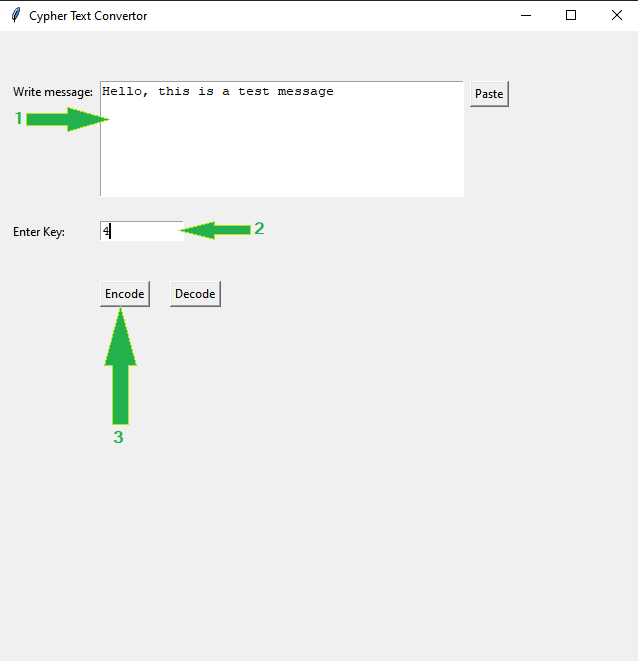 Cypher Text Convertor
Write message: Hello, this is a test message Paste
1
Enter Key: 4 2
Encode Decode
3